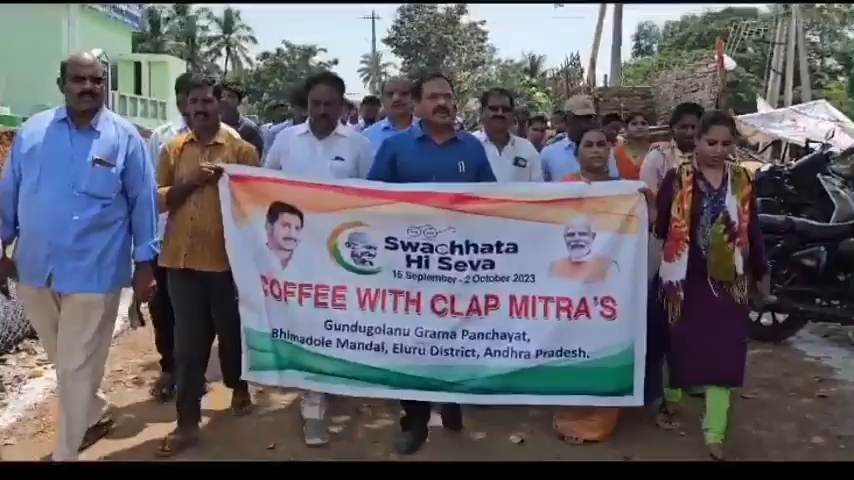 Swachhata
Hi Seva
15 September - 2 October 2023
COFFEE WITH CLAP MITRA'S
Gundugolanu Grama Panchayat,
Bhimadole Mandal, Eluru District, Andhra Pradesh.